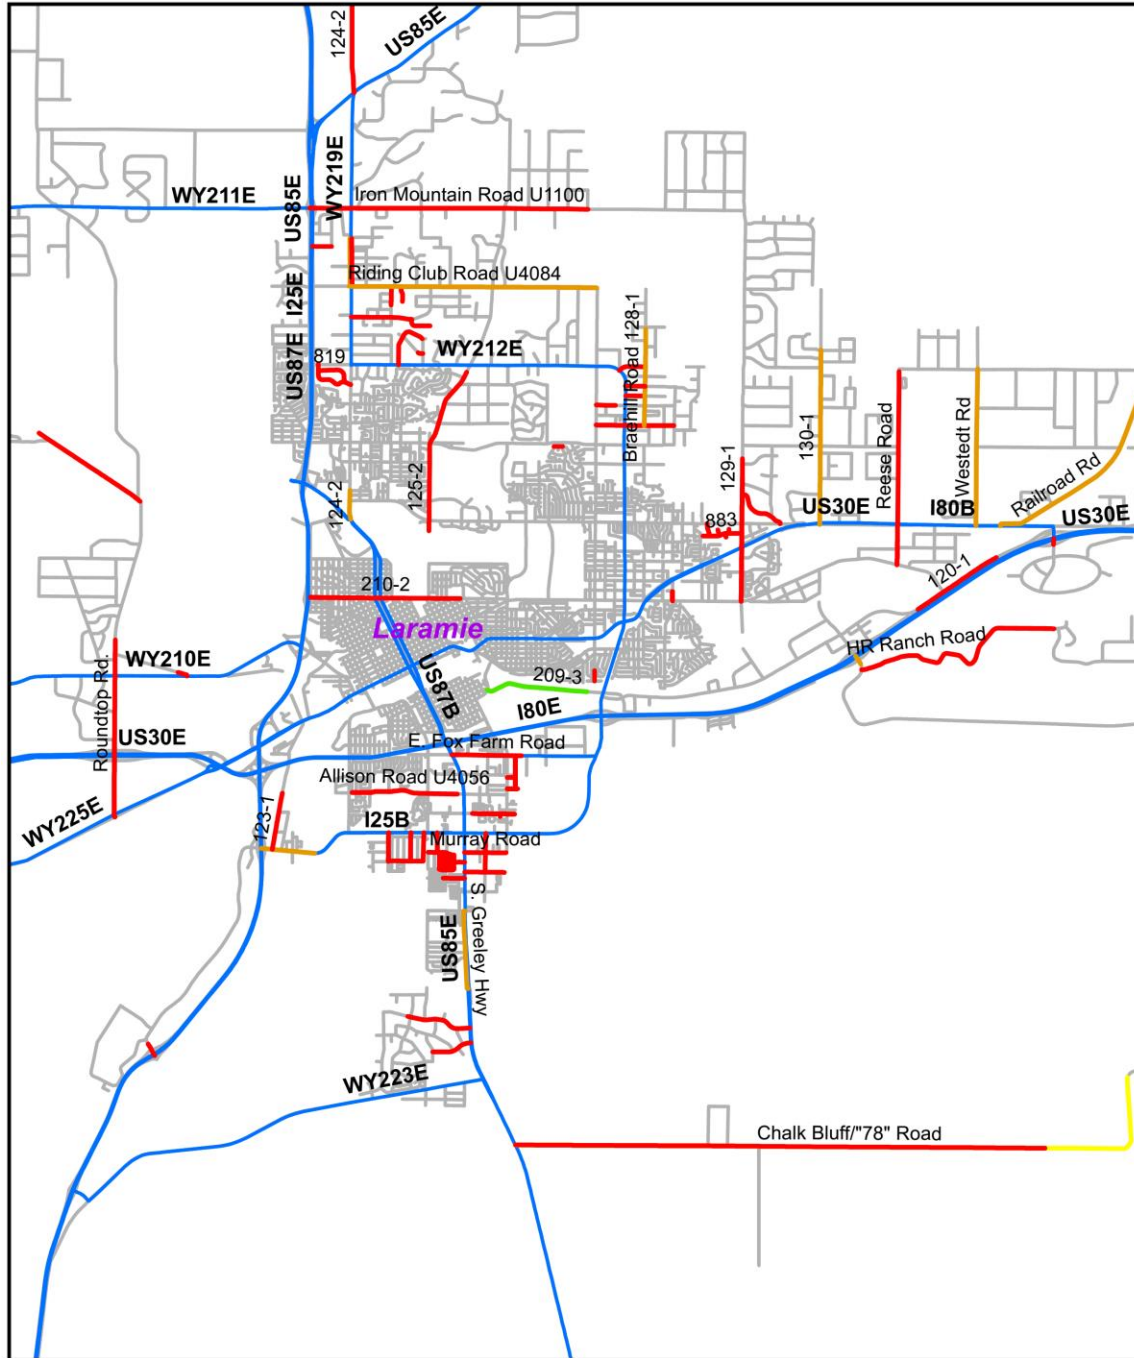 124-2
US85E
WY219E
WY211E
US85E
Iron Mountain Road U1100
I25E
Riding Club Road U4084
US87E
819
WY212E
Braehill Road 128-1
130-1
Reese Road
Westedt Rd
Railroad Rd
125-2
129-1
124-2
883
US30E
I80B
US30E
210-2
120-1
Laramie
WY210E
HR Ranch Road
Roundtop Rd.
US87B
209-3
I80E
US30E
E. Fox Farm Road
Allison Road U4056
WY225E
123-1
I25B
Murray Road
S. Greeley Hwy
US85E
WY223E
Chalk Bluff/"78" Road